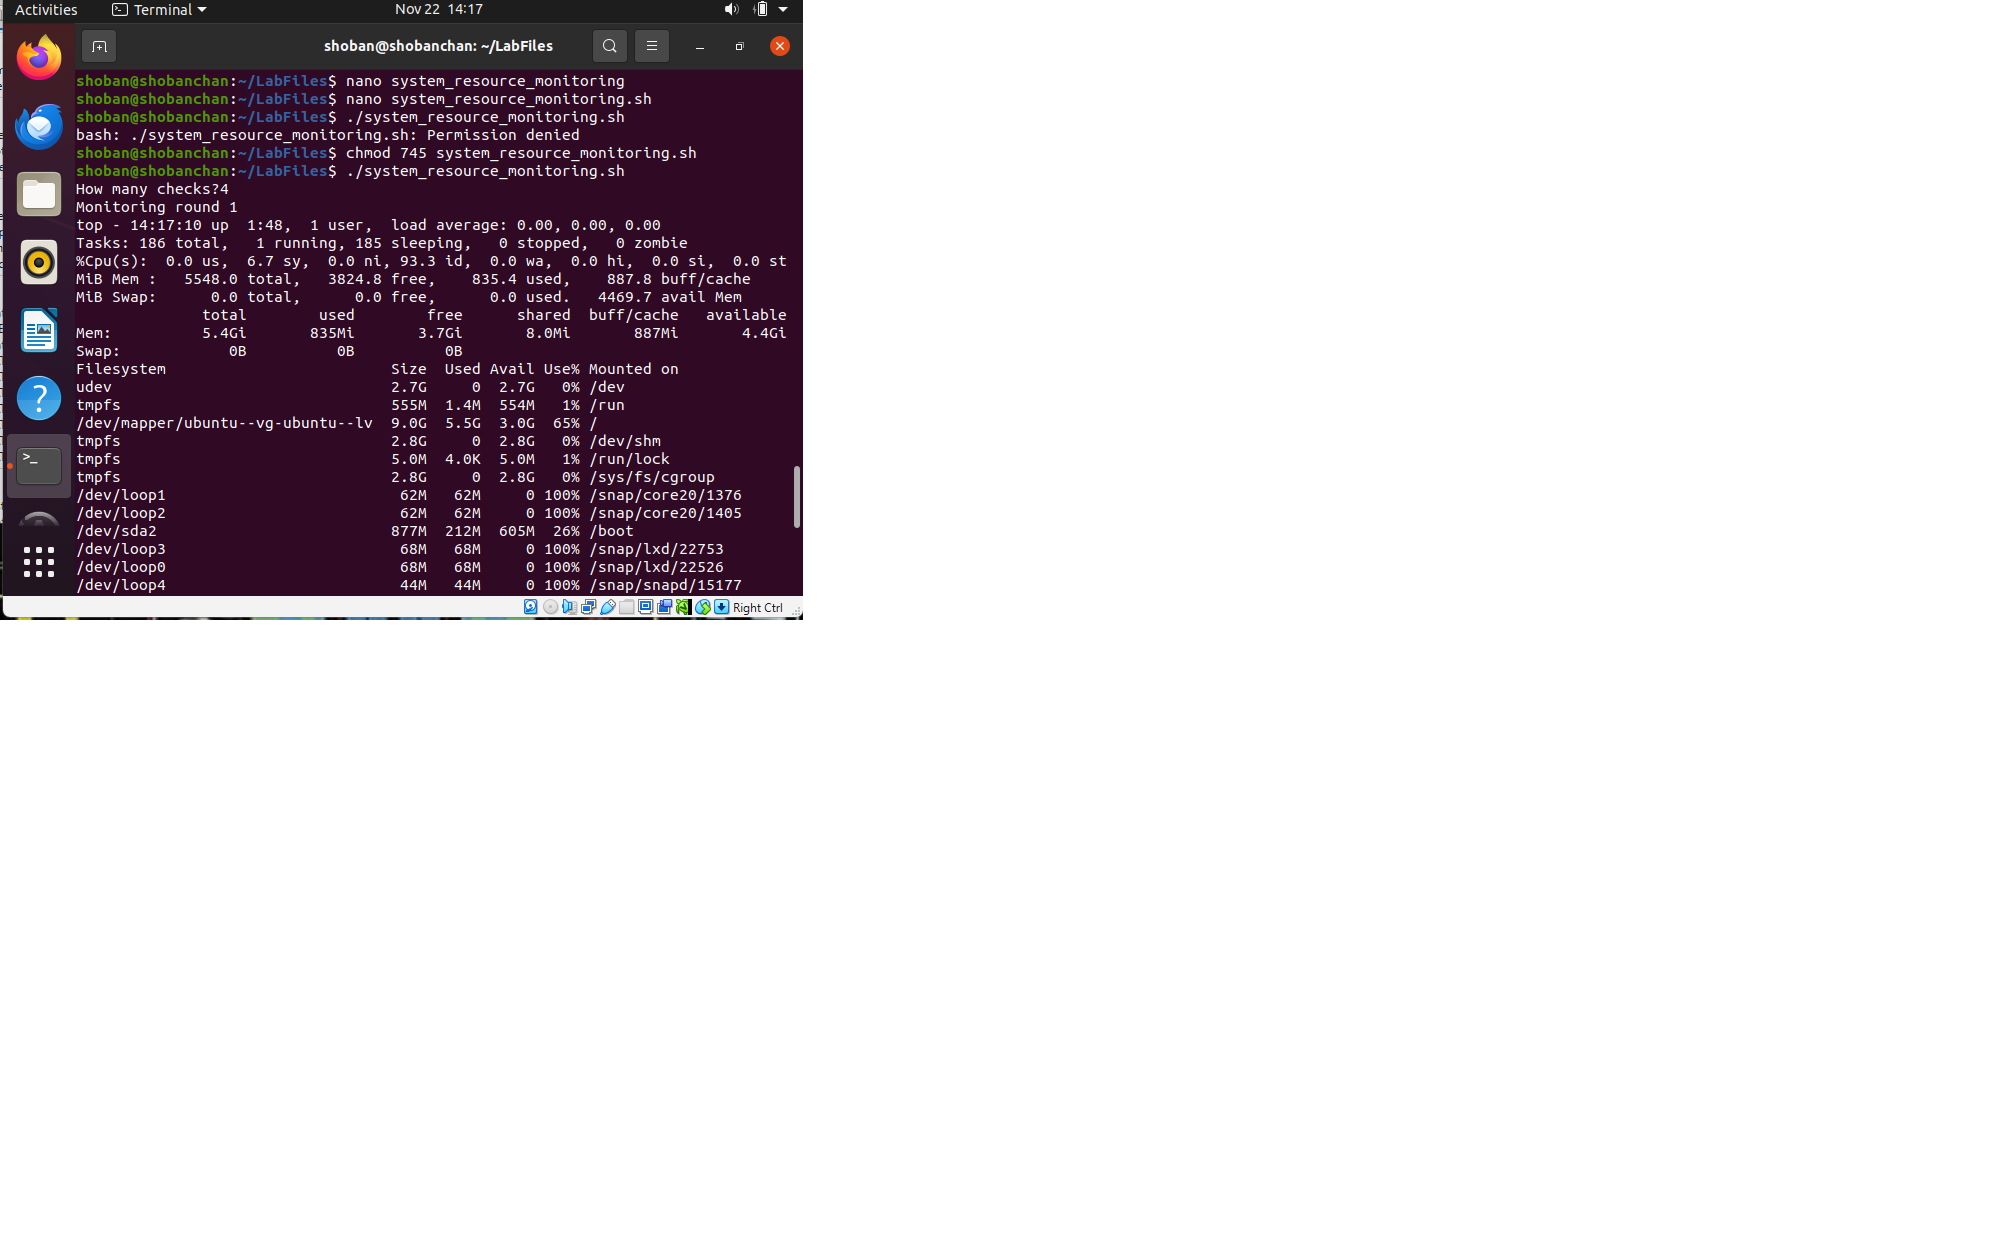 Activities Terminal Nov 22 14:17
shoban@shobanchan: ~/LabFiles
shoban@shobanchan:~/LabFiles$ nano system_resource_monitoring
shoban@shobanchan:~/LabFiles$ nano system_resource_monitoring.sh
shoban@shobanchan:~/LabFiles$ ./system_resource_monitoring.sh
bash: ./system_resource_monitoring.sh: Permission denied
shoban@shobanchan:~/LabFiles$ chmod 745 system_resource_monitoring.sh
shoban@shobanchan:~/LabFiles$ ./system_resource_monitoring.sh
How many checks?4
Monitoring round 1
top - 14:17:10 up  1:48,  1 user,  load average: 0.00, 0.00, 0.00
Tasks: 186 total,   1 running, 185 sleeping,   0 stopped,   0 zombie
%Cpu(s):  0.0 us,  6.7 sy,  0.0 ni, 93.3 id,  0.0 wa,  0.0 hi,  0.0 si,  0.0 st
MiB Mem :   5548.0 total,   3824.8 free,    835.4 used,    887.8 buff/cache
MiB Swap:      0.0 total,      0.0 free,      0.0 used.   4469.7 avail Mem
              total        used        free      shared  buff/cache   available
Mem:          5.4Gi       835Mi       3.7Gi       8.0Mi       887Mi       4.4Gi
Swap:            0B          0B          0B
Filesystem                         Size  Used Avail Use% Mounted on
udev                               2.7G     0  2.7G   0% /dev
tmpfs                              555M  1.4M  554M   1% /run
/dev/mapper/ubuntu--vg-ubuntu--lv  9.0G  5.5G  3.0G  65% /
tmpfs                              2.8G     0  2.8G   0% /dev/shm
tmpfs                              5.0M  4.0K  5.0M   1% /run/lock
tmpfs                              2.8G     0  2.8G   0% /sys/fs/cgroup
/dev/loop1                          62M   62M     0 100% /snap/core20/1376
/dev/loop2                          62M   62M     0 100% /snap/core20/1405
/dev/sda2                          877M  212M  605M  26% /boot
/dev/loop3                          68M   68M     0 100% /snap/lxd/22753
/dev/loop0                          68M   68M     0 100% /snap/lxd/22526
/dev/loop4                          44M   44M     0 100% /snap/snapd/15177
Right Ctrl